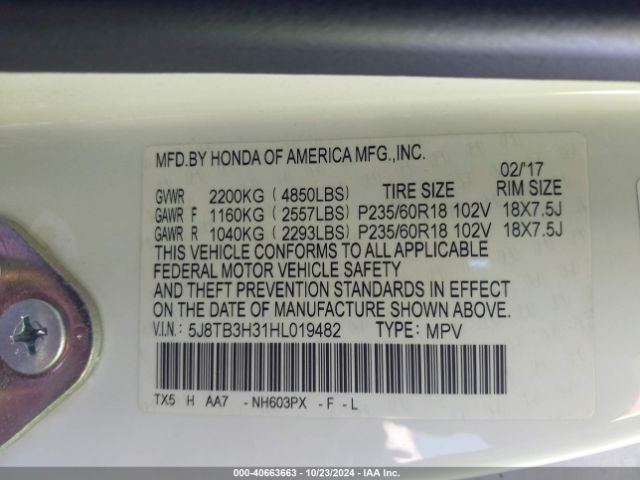 MFD.BY HONDA OF AMERICA MFG.,INC.
02/'17
GVWR 2200KG (4850LBS) TIRE SIZE RIM SIZE
GAWR F 1160KG (2557LBS) P235/60R18 102V 18X7.5J
GAWR R 1040KG (2293LBS) P235/60R18 102V 18X7.5J
THIS VEHICLE CONFORMS TO ALL APPLICABLE
FEDERAL MOTOR VEHICLE SAFETY
AND THEFT PREVENTION STANDARDS IN EFFECT
ON THE DATE OF MANUFACTURE SHOWN ABOVE.
V.I.N.: 5J8TB3H31HL019482 TYPE: MPV
TX5 H AA7 -NH603PX -F-L
000-40663663 - 10/23/2024 - IAA Inc.